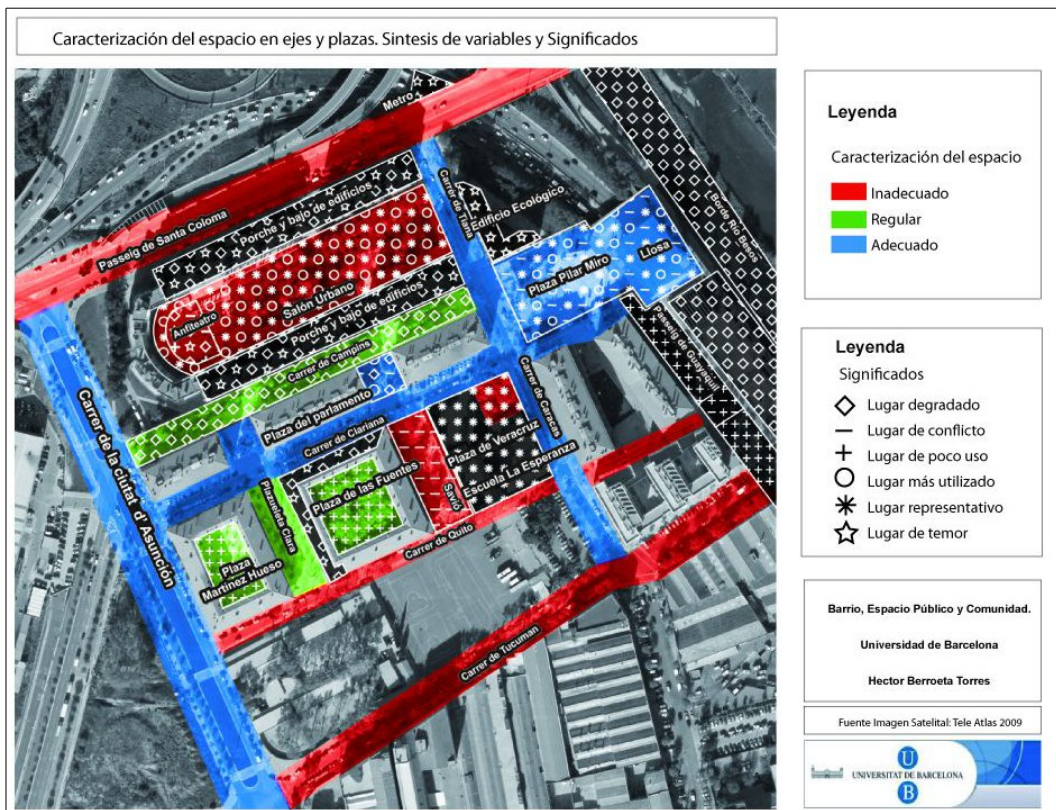 Caracterización del espacio en ejes y plazas. Sintesis de variables y Significados
Metro
Passeig de Santa Coloma
Porche y bajo de edificios
Carrer de Tiana
Edificio Ecológico
Borde Río Besos
Llosa
Plaza Pilar Miro
Salón Urbano
Anfiteatro
Porche y bajo de edificios
Passeig de Guayaquil
Carrer de Campins
Carrer de la ciutat d' Asunción
Plaza del parlamento
Carrer de Caracas
Carrer de Clariana
Plaza de Veracruz
Escuela La Esperanza
Plaza de las Fuentes
Savió
Plazueleta Clara
Carrer de Quito
Plaza
Martinez Hueso
Carrer de Tucuman
Leyenda
Caracterización del espacio
Inadecuado
Regular
Adecuado
Leyenda
Significados
Lugar degradado
Lugar de conflicto
Lugar de poco uso
Lugar más utilizado
Lugar representativo
Lugar de temor
Barrio, Espacio Público y Comunidad.
Universidad de Barcelona
Hector Berroeta Torres
Fuente Imagen Satelital: Tele Atlas 2009
U
UNIVERSITAT DE BARCELONA
B